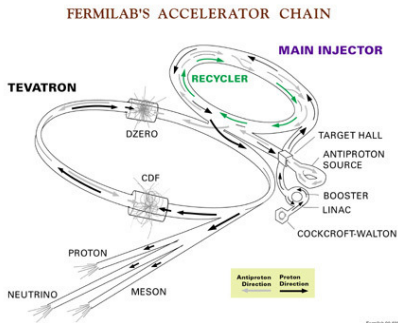 FERMILAB'S ACCELERATOR CHAIN
MAIN INJECTOR
RECYCLER
TEVATRON
DZERO
TARGET HALL
ANTIPROTON
SOURCE
CDF
BOOSTER
LINAC
COCKCROFT-WALTON
PROTON
Antiproton Proton
Direction Direction
NEUTRINO
MESON